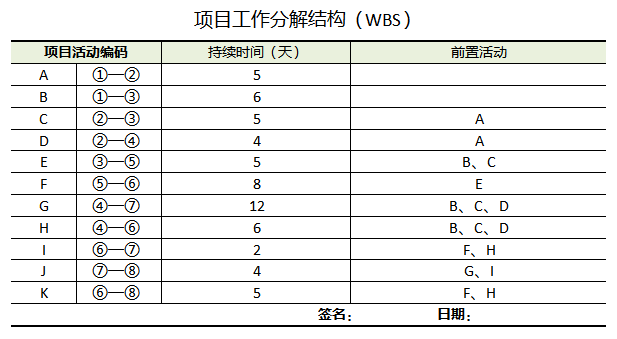 项目工作分解结构（WBS）
项目活动编码 持续时间（天） 前置活动
A ①—② 5
B ①—③ 6
C ②—③ 5 A
D ②—④ 4 A
E ③—⑤ 5 B、C
F ⑤—⑥ 8 E
G ④—⑦ 12 B、C、D
H ④—⑥ 6 B、C、D
I ⑥—⑦ 2 F、H
J ⑦—⑧ 4 G、I
K ⑥—⑧ 5 F、H
签名： 日期：